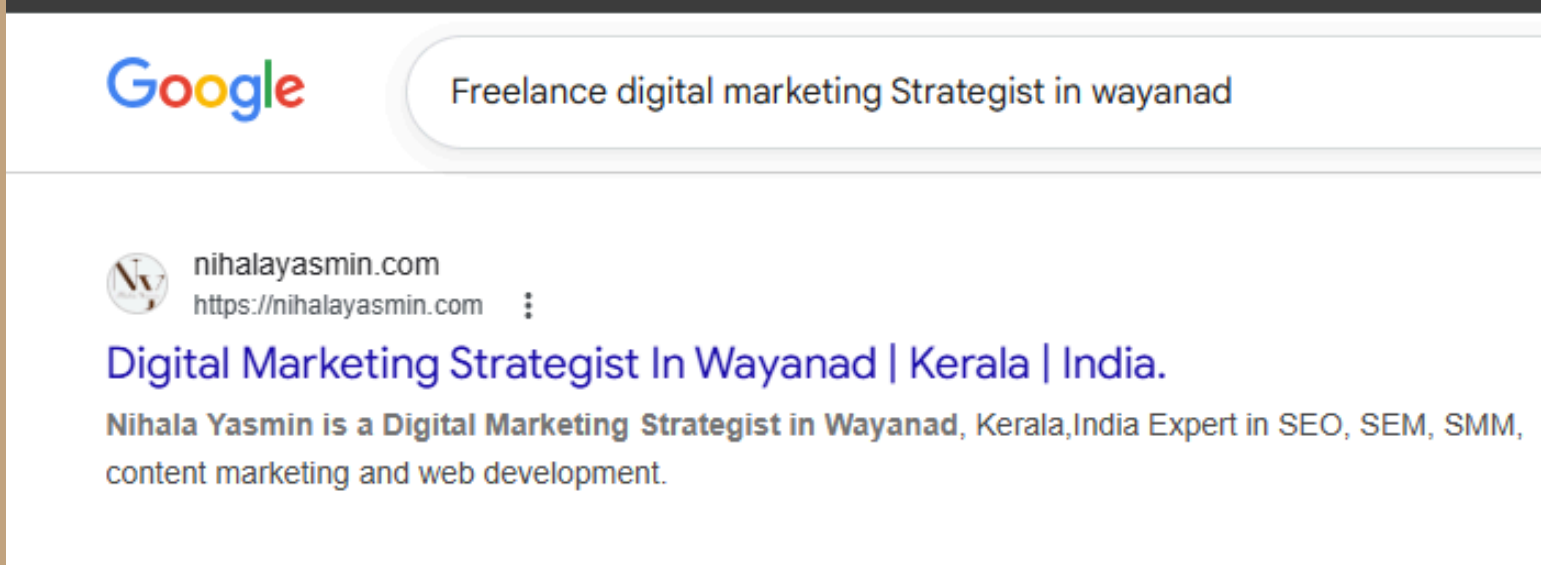 Google
Freelance digital marketing Strategist in wayanad
nihalayasmin.com
https://nihalayasmin.com
Digital Marketing Strategist In Wayanad | Kerala | India.
Nihala Yasmin is a Digital Marketing Strategist in Wayanad, Kerala,India Expert in SEO, SEM, SMM,
content marketing and web development.